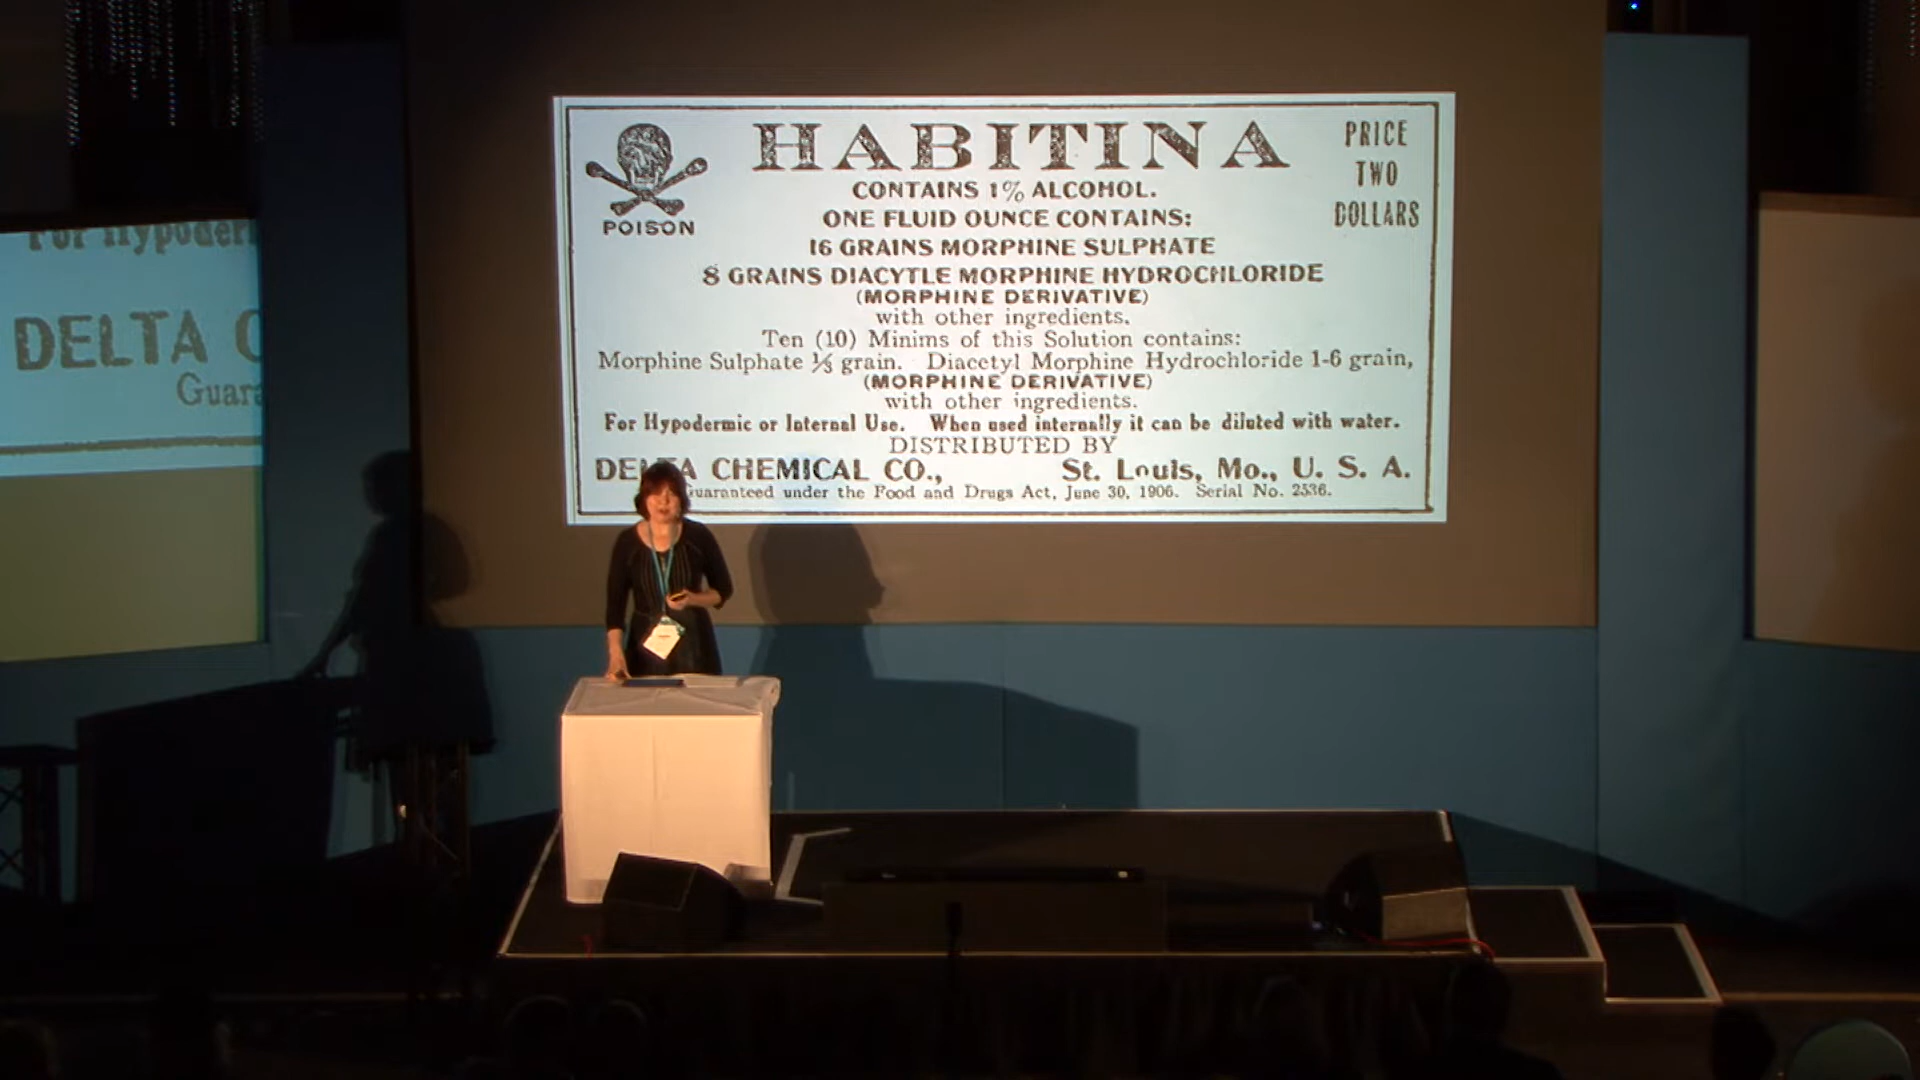 HABITINA
POISON
PRICE
TWO
DOLLARS
CONTAINS 1% ALCOHOL.
ONE FLUID OUNCE CONTAINS:
16 GRAINS MORPHINE SULPHATE
8 GRAINS DIACYTLE MORPHINE HYDROCHLORIDE
(MORPHINE DERIVATIVE)
with other ingredients.
Ten (10) Minims of this Solution contains:
Morphine Sulphate ⅓ grain. Diacetyl Morphine Hydrochloride 1-6 grain,
(MORPHINE DERIVATIVE)
with other ingredients.
For Hypodermic or Internal Use. When used internally it can be diluted with water.
DISTRIBUTED BY
DELTA CHEMICAL CO., St. Louis, Mo., U. S. A.
Guaranteed under the Food and Drugs Act, June 30, 1906. Serial No. 2536.
For Hypoder
DELTA C
Guara